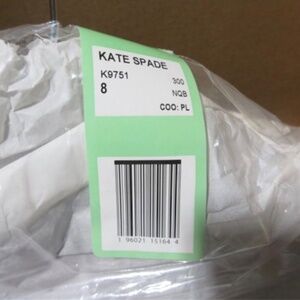 KATE SPADE
K9751 300
8 NQB
COO: PL
1 96021 15164 4